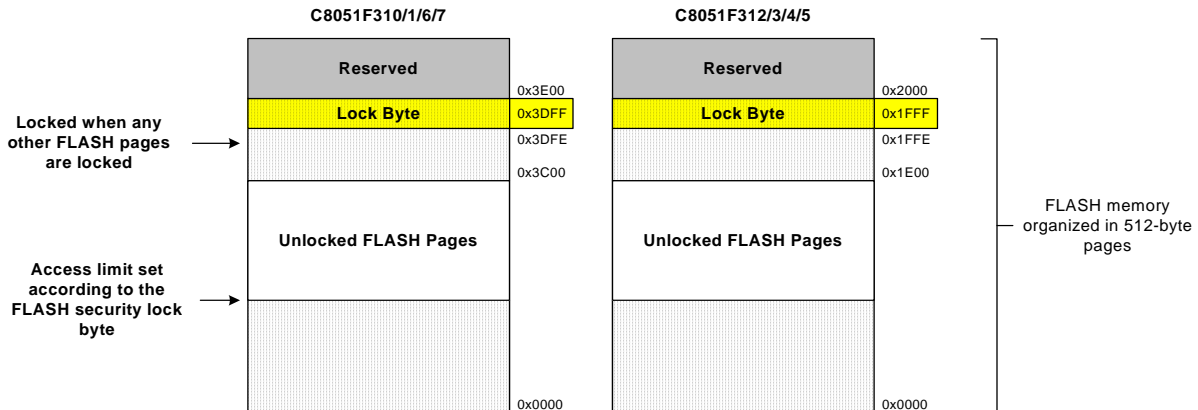 C8051F310/1/6/7
C8051F312/3/4/5
Reserved
0x3E00
Lock Byte
0x3DFF
0x3DFE
0x3C00
Unlocked FLASH Pages
0x0000
Locked when any
other FLASH pages
are locked
Access limit set
according to the
FLASH security lock
byte
Reserved
0x2000
Lock Byte
0x1FFF
0x1FFE
0x1E00
Unlocked FLASH Pages
0x0000
FLASH memory
organized in 512-byte
pages